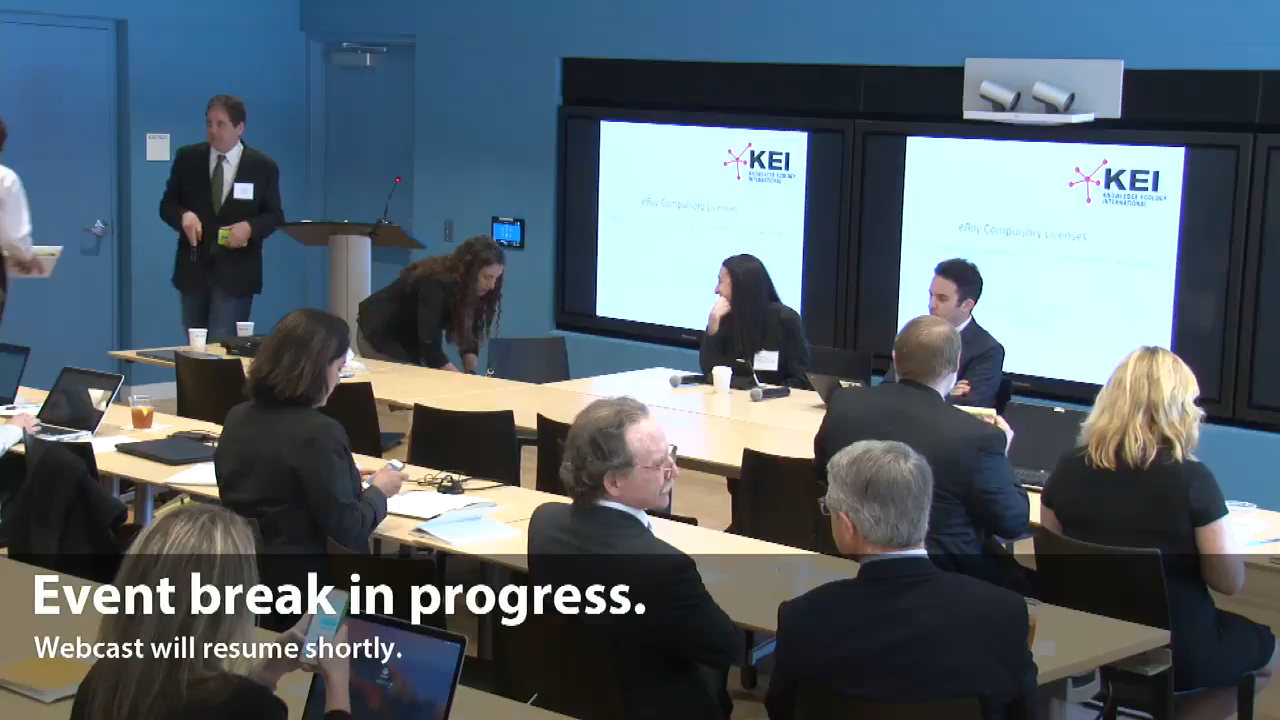 KEI
KNOWLEDGE ECOLOGY
INTERNATIONAL
eBay Compulsory Licenses
KEI
KNOWLEDGE ECOLOGY
INTERNATIONAL
eBay Compulsory Licenses
Event break in progress.
Webcast will resume shortly.